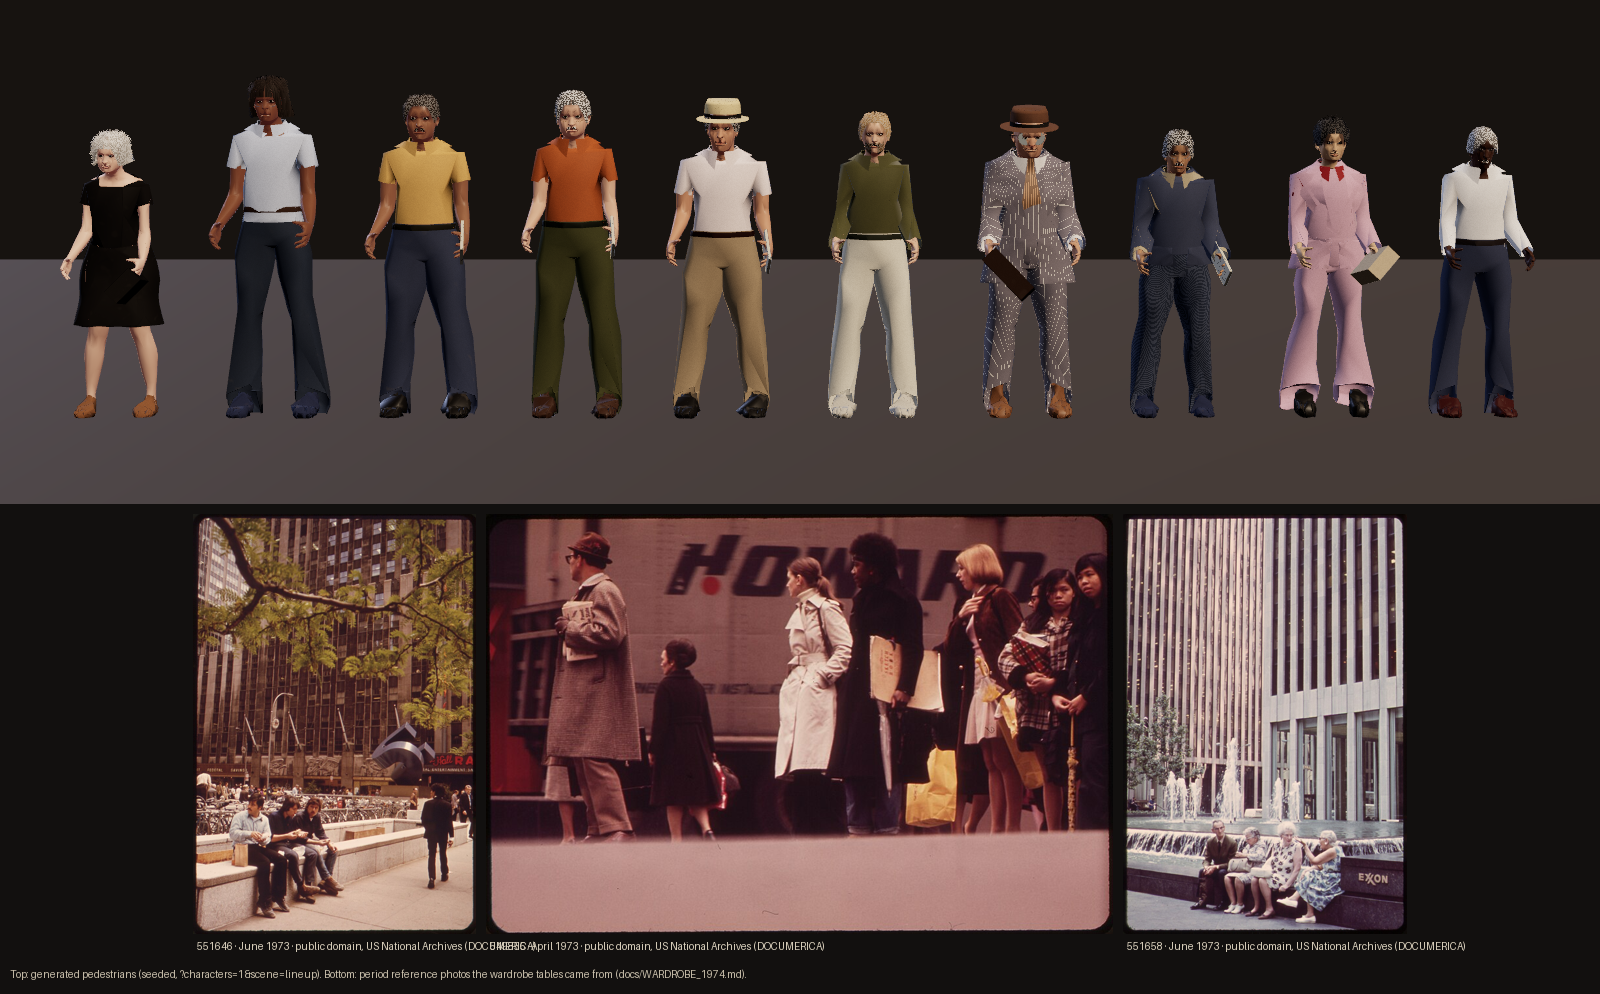 HOWARD
Hall RA
EXXON
551646 · June 1973 · public domain, US National Archives (DOCUMERICA)
April 1973 · public domain, US National Archives (DOCUMERICA)
551658 · June 1973 · public domain, US National Archives (DOCUMERICA)
Top: generated pedestrians (seeded, ?characters=1&scene=lineup). Bottom: period reference photos the wardrobe tables came from (docs/WARDROBE_1974.md).